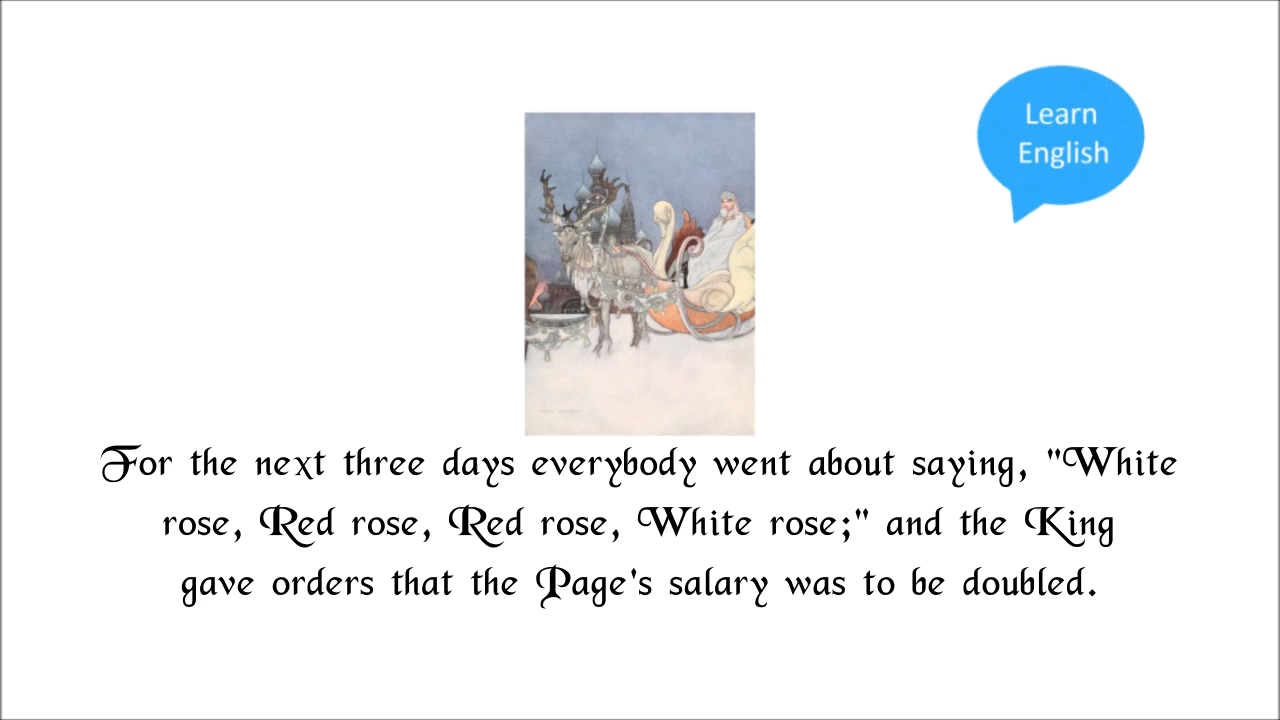 Learn
English
For the next three days everybody went about saying, "White
rose, Red rose, Red rose, White rose;" and the King
gave orders that the Page's salary was to be doubled.